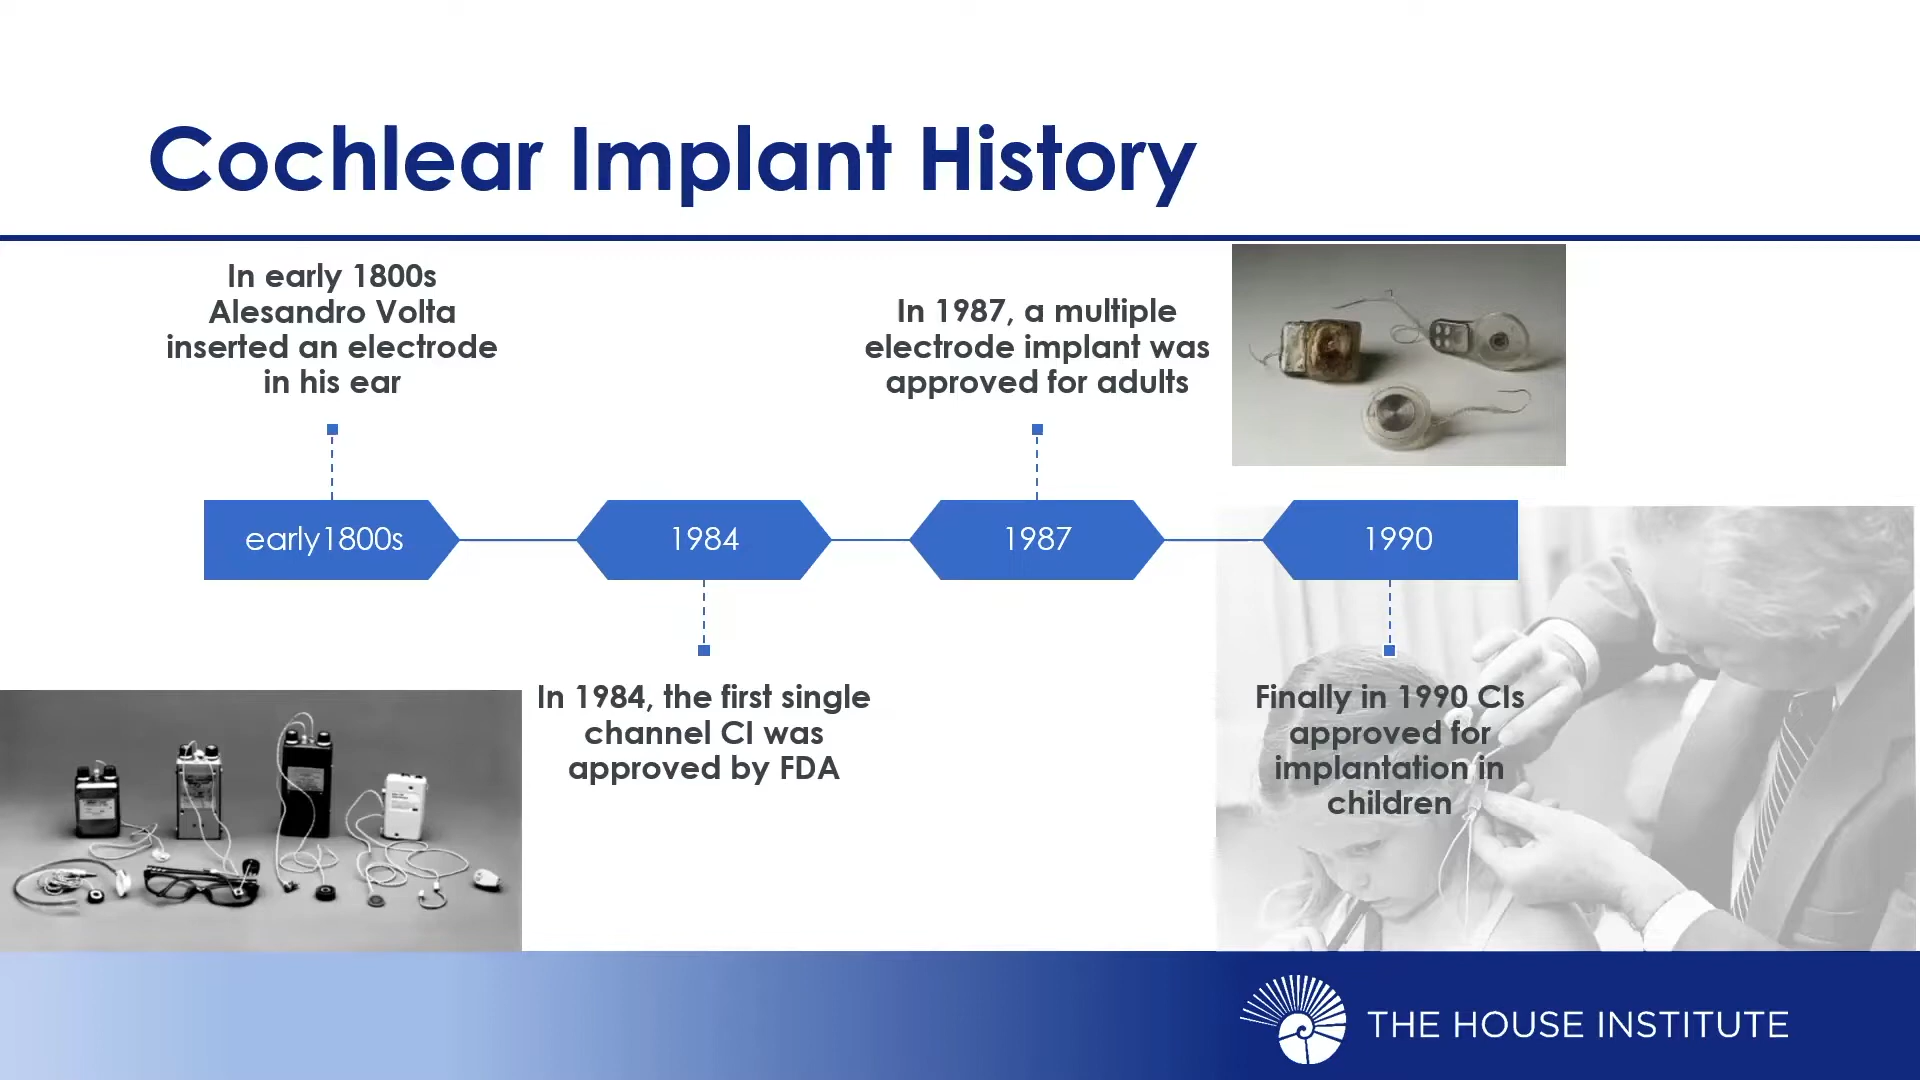 Cochlear Implant History
In early 1800s
Alesandro Volta
inserted an electrode
in his ear
In 1987, a multiple
electrode implant was
approved for adults
early1800s
1984
1987
1990
In 1984, the first single
channel CI was
approved by FDA
Finally in 1990 CIs
approved for
implantation in
children
THE HOUSE INSTITUTE